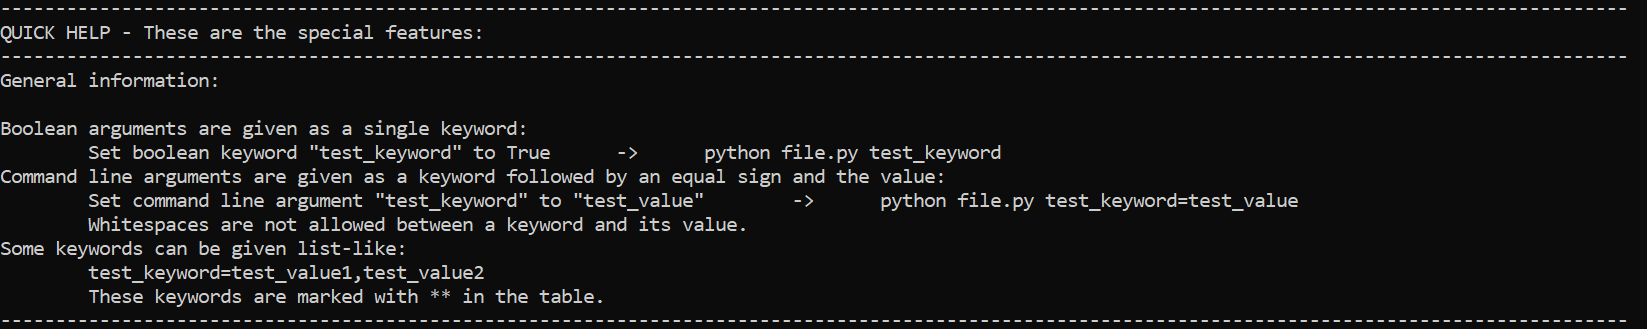 ----------------------------------------------------------------------------------------------------------------------------------------------------
QUICK HELP - These are the special features:
----------------------------------------------------------------------------------------------------------------------------------------------------
General information:

Boolean arguments are given as a single keyword:
        Set boolean keyword "test_keyword" to True      ->      python file.py test_keyword
Command line arguments are given as a keyword followed by an equal sign and the value:
        Set command line argument "test_keyword" to "test_value"        ->      python file.py test_keyword=test_value
        Whitespaces are not allowed between a keyword and its value.
Some keywords can be given list-like:
        test_keyword=test_value1,test_value2
        These keywords are marked with ** in the table.
----------------------------------------------------------------------------------------------------------------------------------------------------